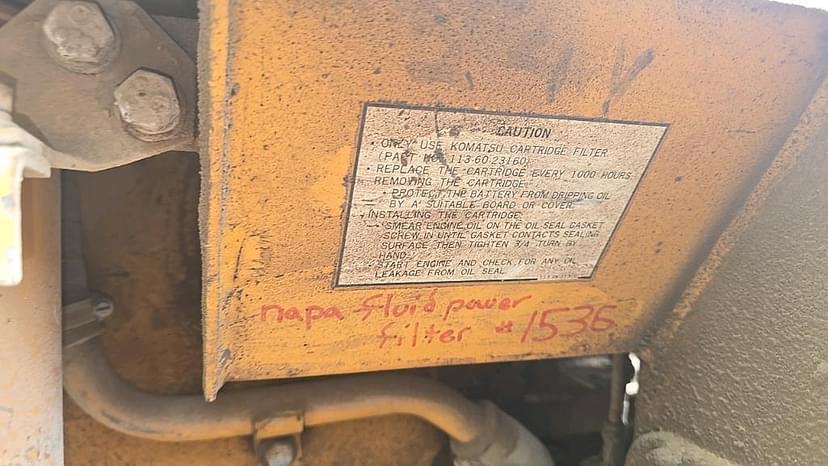 CAUTION
• ONLY USE KOMATSU CARTRIDGE FILTER
(PART NO. 113-60-23160)
• REPLACE THE CARTRIDGE EVERY 1000 HOURS
REMOVING THE CARTRIDGE
• PROTECT THE BATTERY FROM DRIPPING OIL
BY A SUITABLE BOARD OR COVER.
INSTALLING THE CARTRIDGE
• SMEAR ENGINE OIL ON THE OIL SEAL GASKET
SCREW IN UNTIL GASKET CONTACTS SEALING
SURFACE THEN TIGHTEN 3/4 TURN BY
HAND.
• START ENGINE AND CHECK FOR ANY OIL
LEAKAGE FROM OIL SEAL
napa fluid power
filter #1536